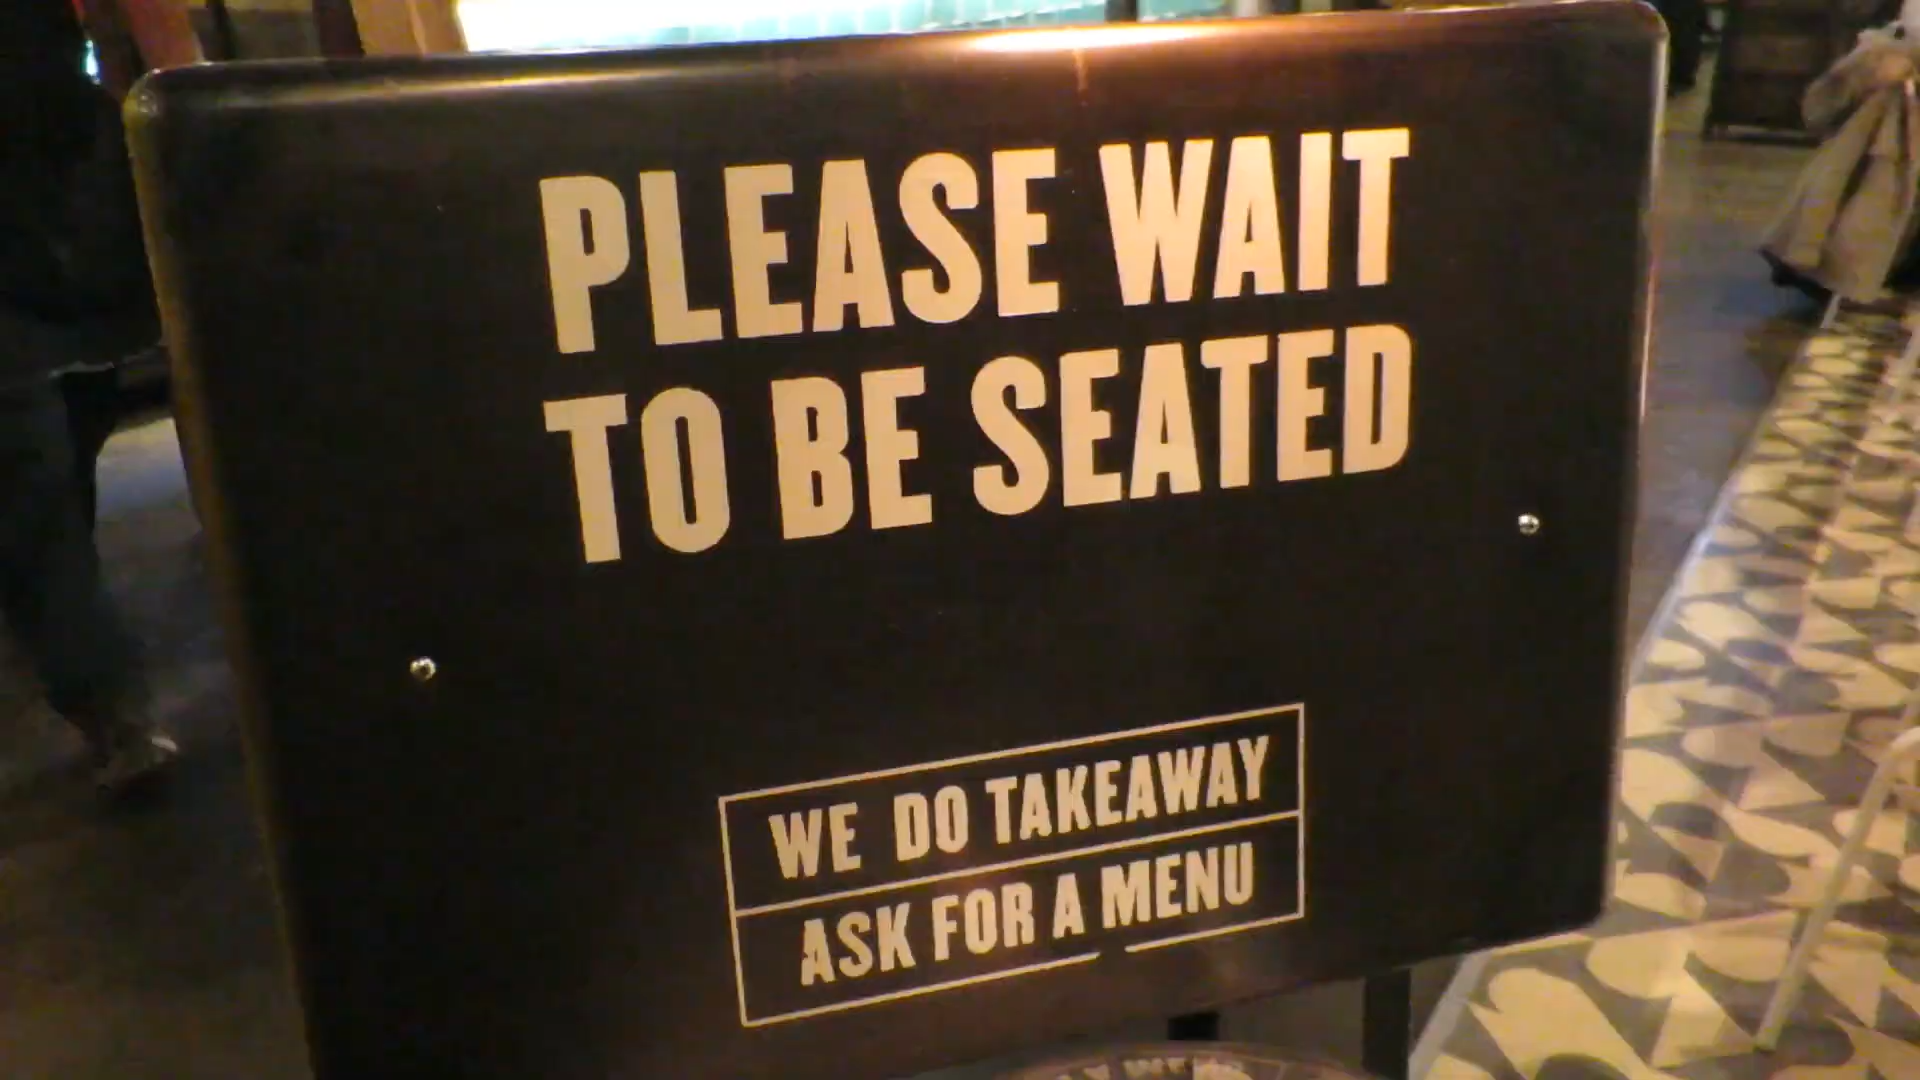 PLEASE WAIT
TO BE SEATED
WE DO TAKEAWAY
ASK FOR A MENU